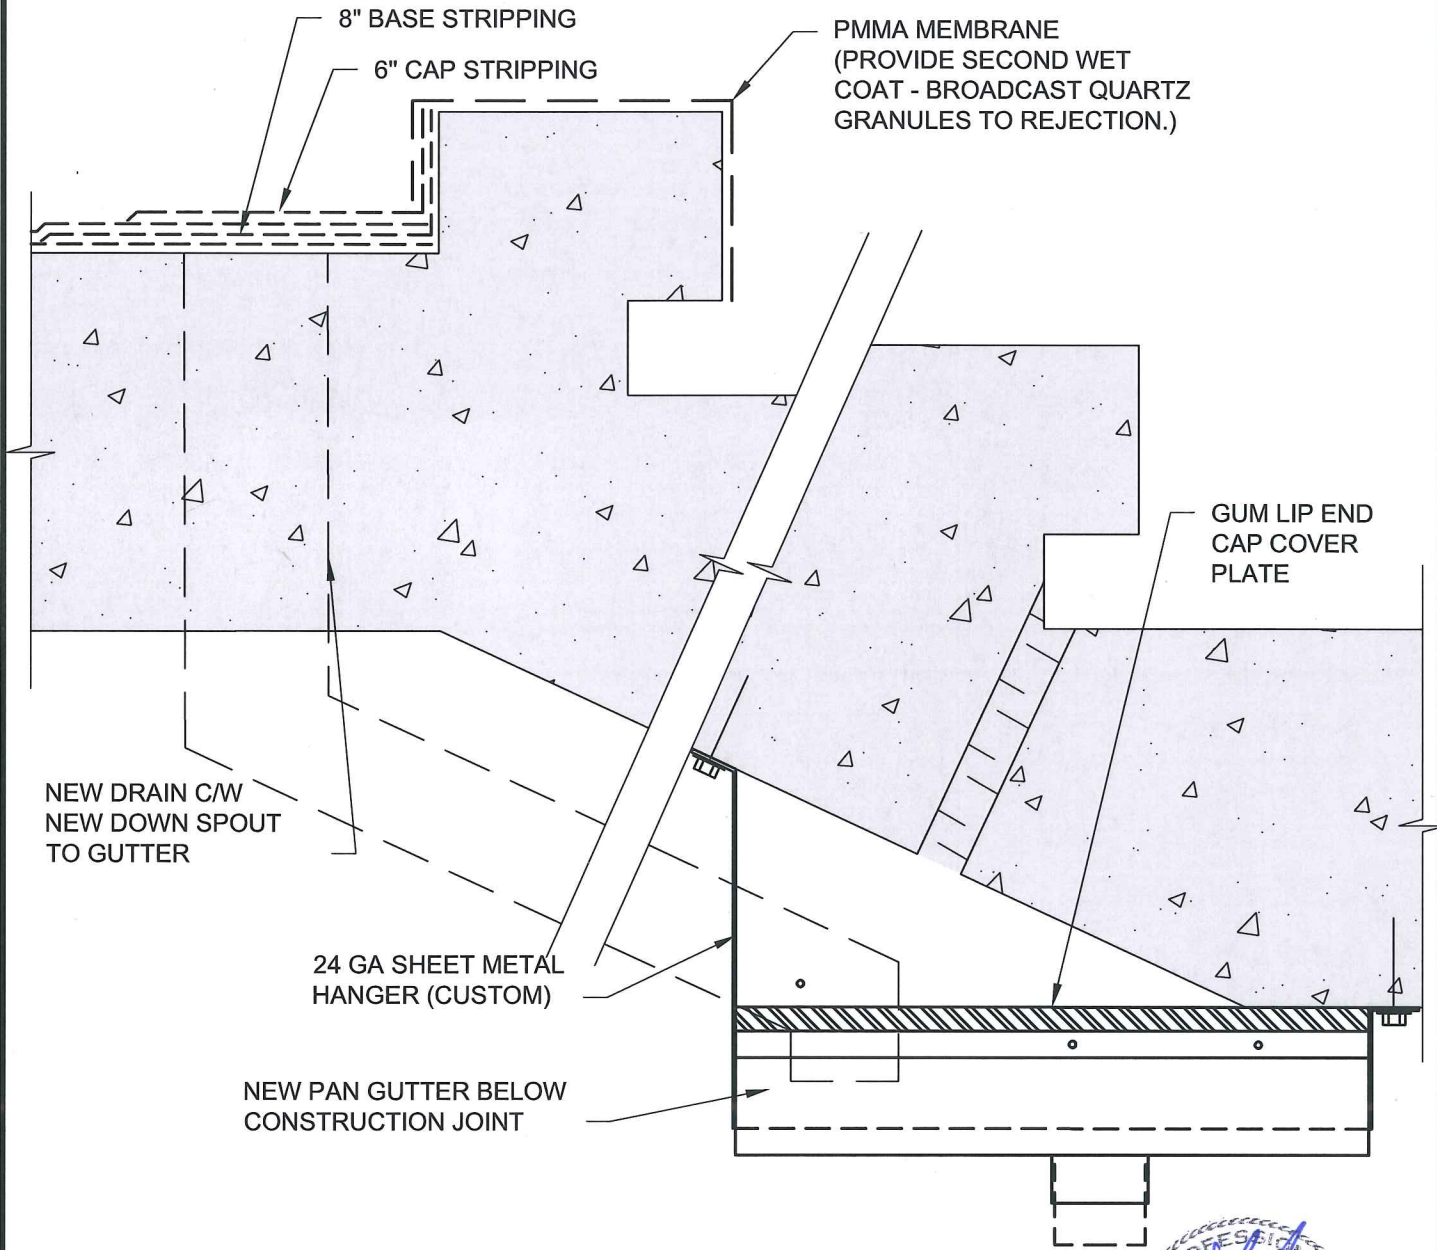 8" BASE STRIPPING
6" CAP STRIPPING
PMMA MEMBRANE
(PROVIDE SECOND WET
COAT - BROADCAST QUARTZ
GRANULES TO REJECTION.)
GUM LIP END
CAP COVER
PLATE
NEW DRAIN C/W
NEW DOWN SPOUT
TO GUTTER
24 GA SHEET METAL
HANGER (CUSTOM)
NEW PAN GUTTER BELOW
CONSTRUCTION JOINT